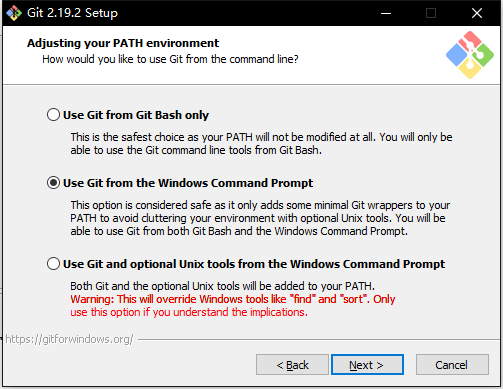 Git 2.19.2 Setup
Adjusting your PATH environment
How would you like to use Git from the command line?
Use Git from Git Bash only
This is the safest choice as your PATH will not be modified at all. You will only be
able to use the Git command line tools from Git Bash.
Use Git from the Windows Command Prompt
This option is considered safe as it only adds some minimal Git wrappers to your
PATH to avoid cluttering your environment with optional Unix tools. You will be
able to use Git from both Git Bash and the Windows Command Prompt.
Use Git and optional Unix tools from the Windows Command Prompt
Both Git and the optional Unix tools will be added to your PATH.
Warning: This will override Windows tools like "find" and "sort". Only
use this option if you understand the implications.
https://gitforwindows.org/
< Back
Next >
Cancel